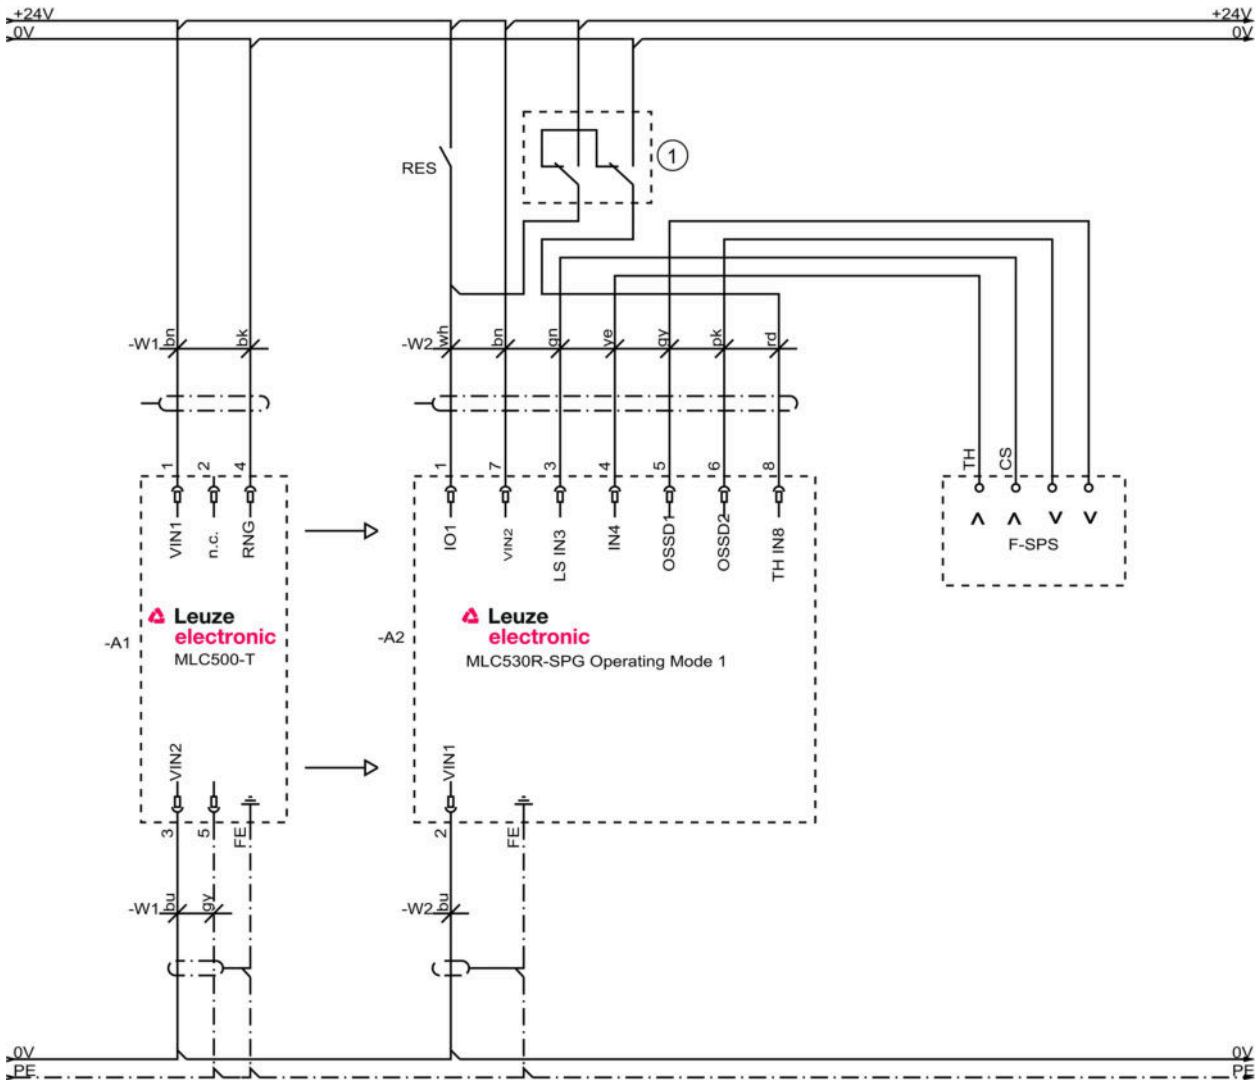 +24V +24V
0V 0V
1
RES
-W1 bn bk
-W2 wh bn gn ye gy pk rd
TH CS
1 2 4
1 7 3 4 5 6 8
VIN1 n.c. RNG
IO1 VIN2 LS IN3 IN4 OSSD1 OSSD2 TH IN8
F-SPS
Leuze
electronic
-A1
MLC500-T
Leuze
electronic
-A2
MLC530R-SPG Operating Mode 1
VIN2
VIN1
3 5 FE
2 FE
-W1 bu gy
-W2 bu
0V 0V
PE PE